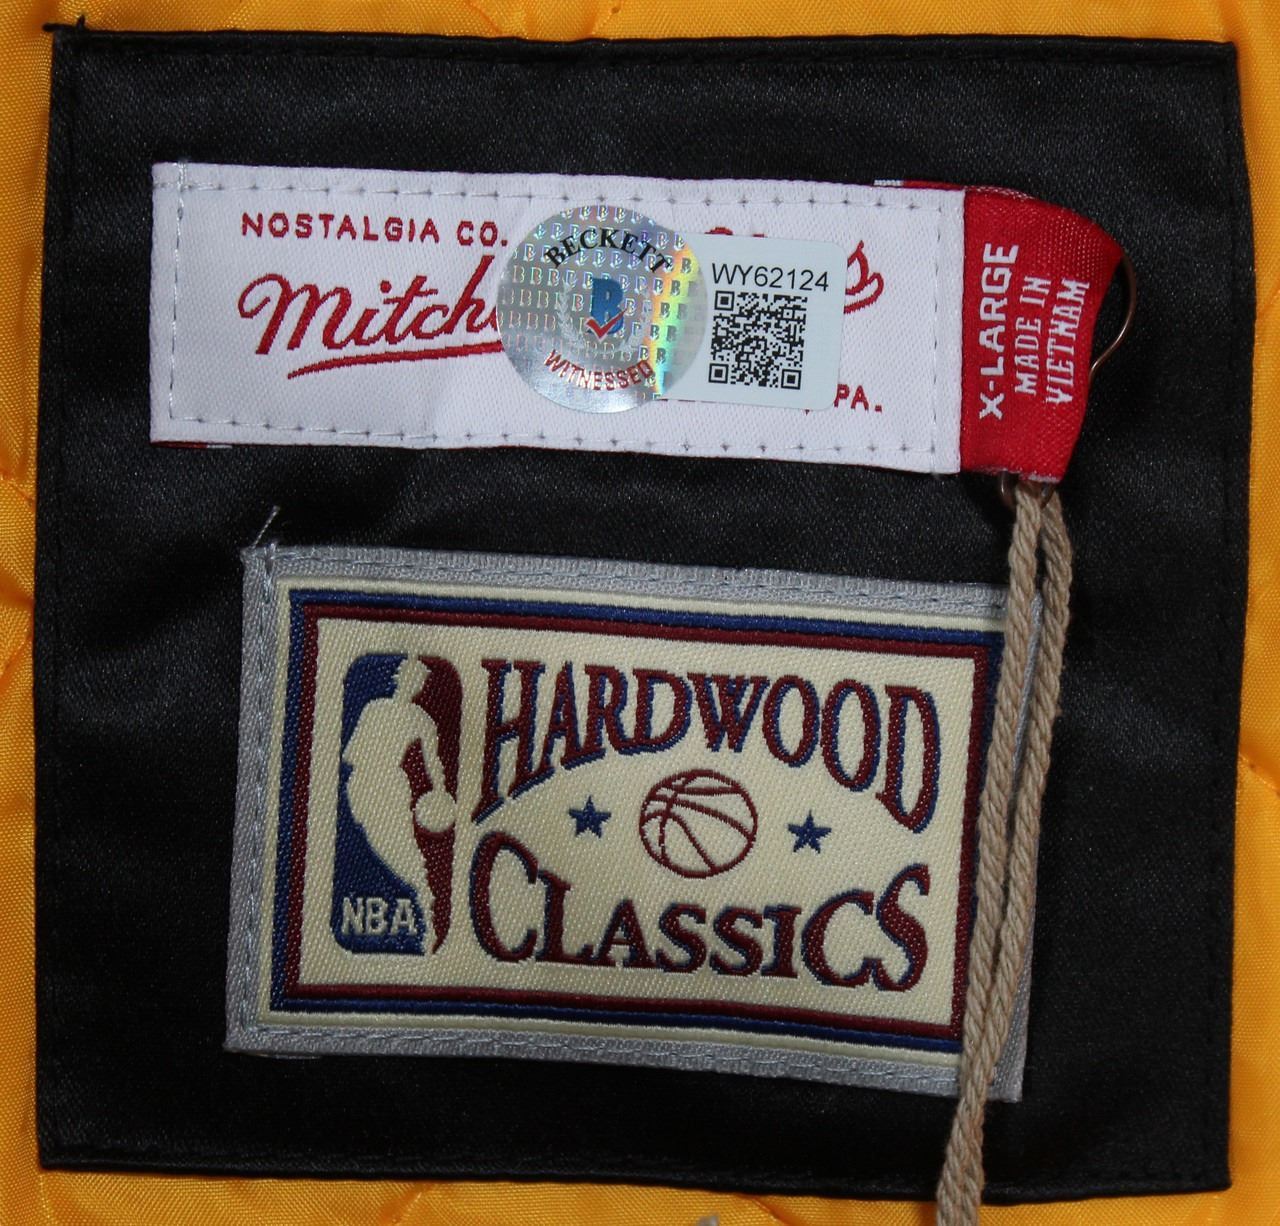 NOSTALGIA CO.
Mitch
BECKETT
B
WITNESSED
WY62124
PA.
X-LARGE
MADE IN
VIETNAM
HARDWOOD
CLASSICS
NBA